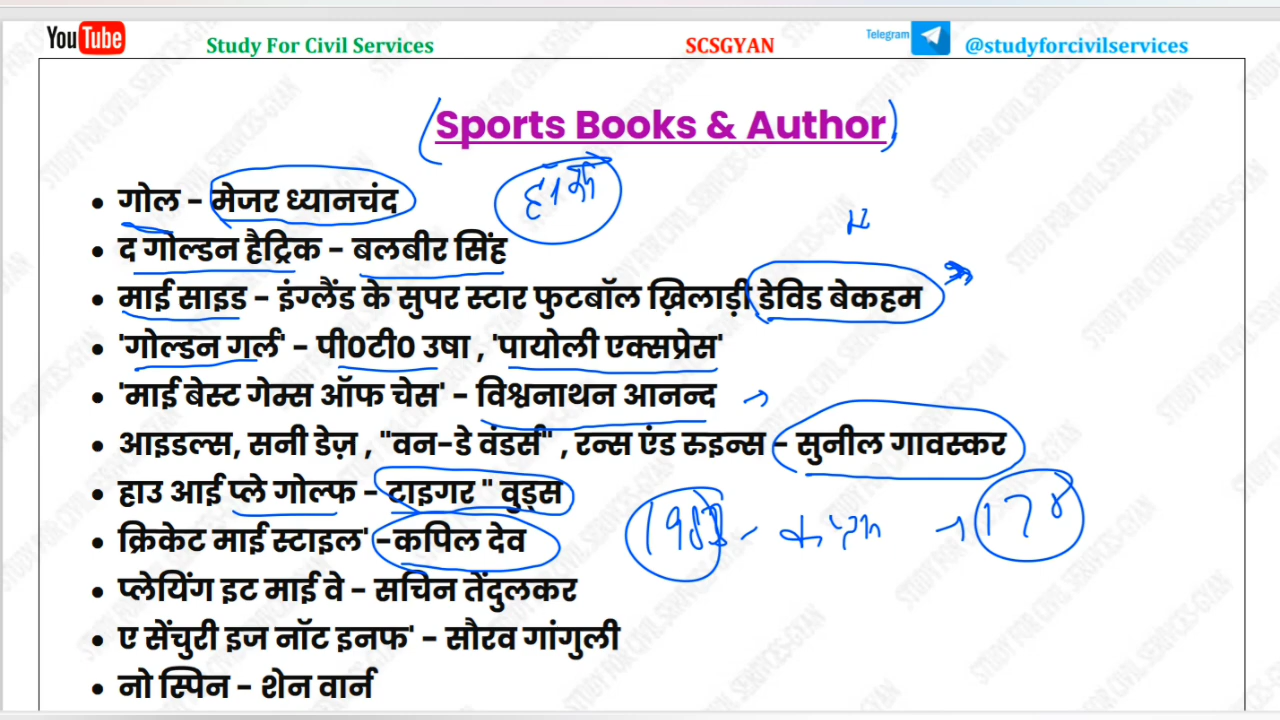 YouTube Study For Civil Services SCSGYAN Telegram @studyforcivilservices
Sports Books & Author
• गोल - मेजर ध्यानचंद
• द गोल्डन हैट्रिक - बलबीर सिंह
• माई साइड - इंग्लैंड के सुपर स्टार फुटबॉल ख़िलाड़ी डेविड बेकहम
• 'गोल्डन गर्ल' - पी0टी0 उषा , 'पायोली एक्सप्रेस'
• 'माई बेस्ट गेम्स ऑफ चेस' - विश्वनाथन आनन्द
• आइडल्स, सनी डेज़ , "वन-डे वंडर्स" , रन्स एंड रुइन्स - सुनील गावस्कर
• हाउ आई प्ले गोल्फ - टाइगर " वुड्स
• क्रिकेट माई स्टाइल' -कपिल देव
1983
• प्लेयिंग इट माई वे - सचिन तेंदुलकर
• ए सेंचुरी इज नॉट इनफ' - सौरव गांगुली
• नो स्पिन - शेन वार्न